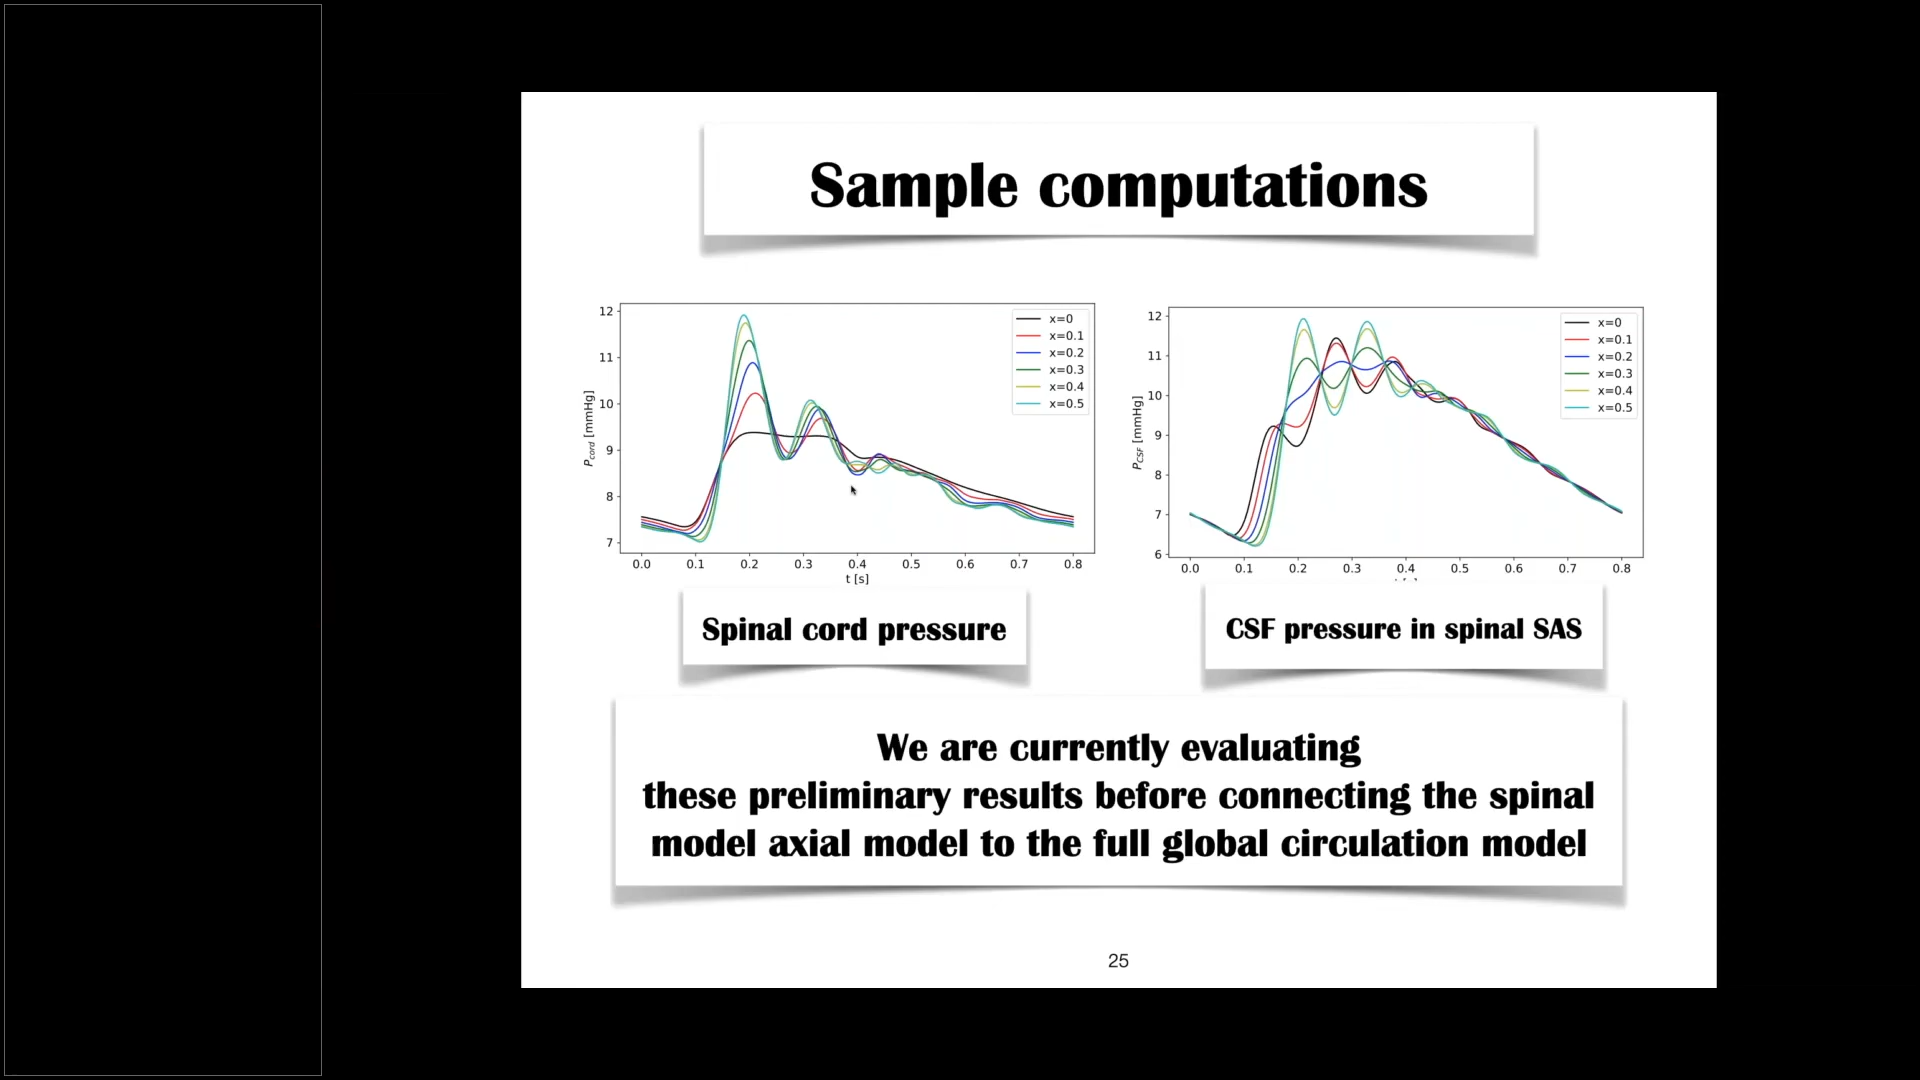 Sample computations
12
11
10
9
8
7
P_cord [mmHg]
0.0 0.1 0.2 0.3 0.4 0.5 0.6 0.7 0.8
t [s]
x=0
x=0.1
x=0.2
x=0.3
x=0.4
x=0.5
12
11
10
9
8
7
6
P_CSF [mmHg]
0.0 0.1 0.2 0.3 0.4 0.5 0.6 0.7 0.8
x=0
x=0.1
x=0.2
x=0.3
x=0.4
x=0.5
Spinal cord pressure
CSF pressure in spinal SAS
We are currently evaluating
these preliminary results before connecting the spinal
model axial model to the full global circulation model
25